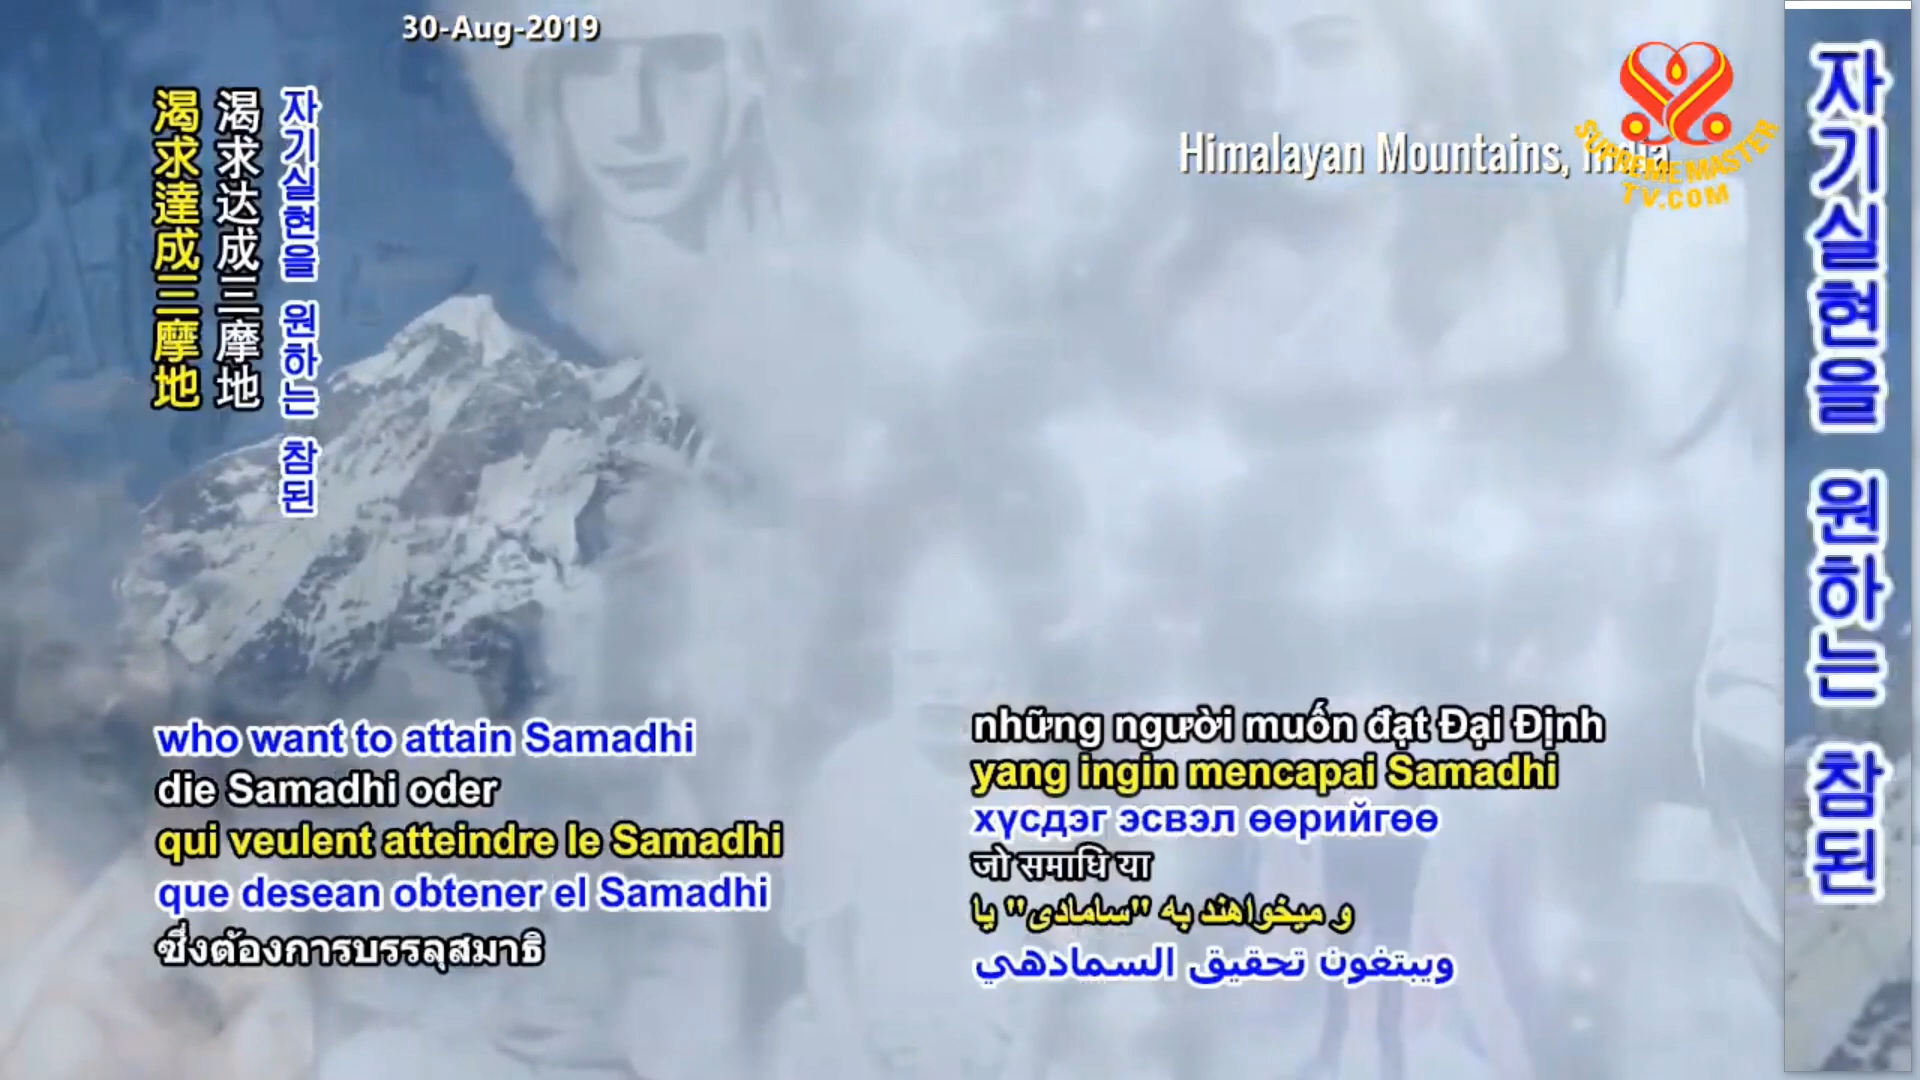 30-Aug-2019
渴求達成三摩地
渴求达成三摩地
자기실현을 원하는 참된
Himalayan Mountains, India
SUPREME MASTER
TV.COM
자기실현을 원하는 참된
who want to attain Samadhi
die Samadhi oder
qui veulent atteindre le Samadhi
que desean obtener el Samadhi
ซึ่งต้องการบรรลุสมาธิ
những người muốn đạt Đại Định
yang ingin mencapai Samadhi
хүсдэг эсвэл өөрийгөө
जो समाधि या
و میخواهند به "سامادی" یا
ويبتغون تحقيق السمادهي